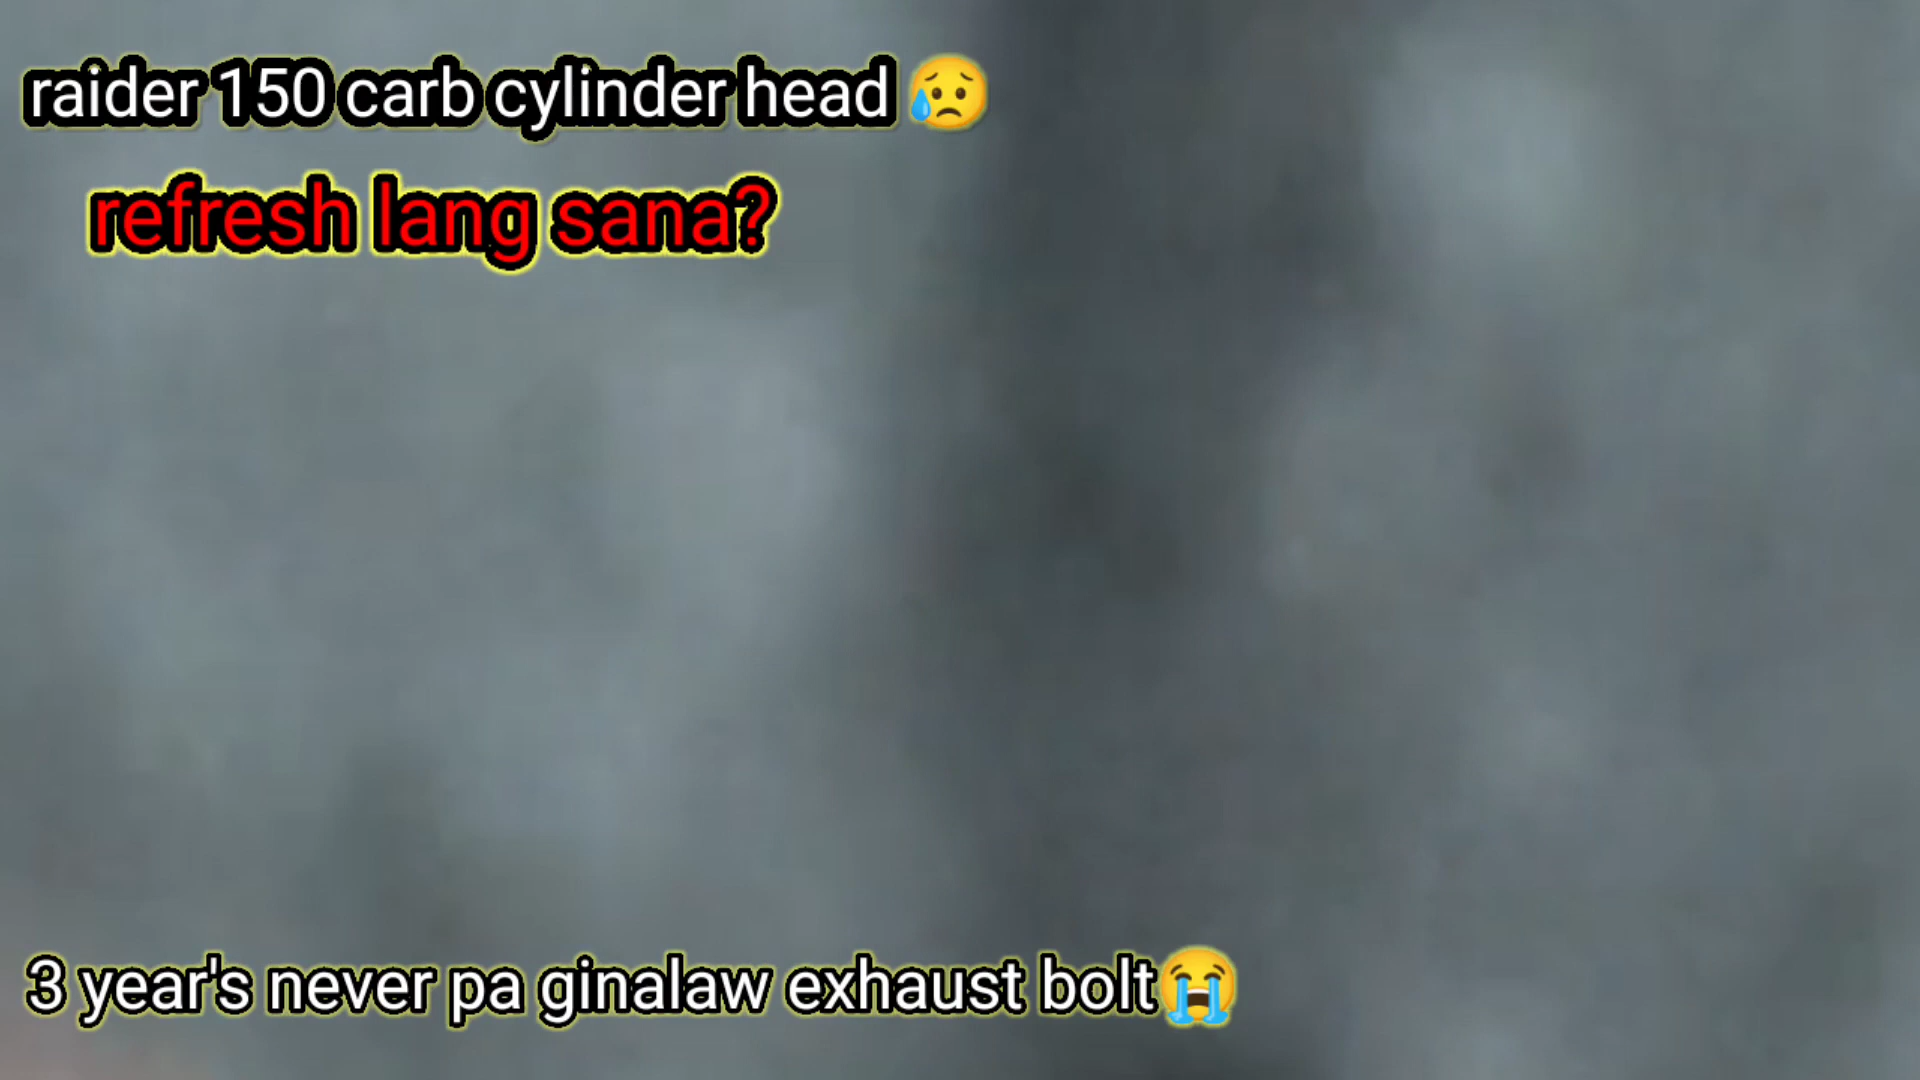 raider 150 carb cylinder head 😥
refresh lang sana?
3 year's never pa ginalaw exhaust bolt😭